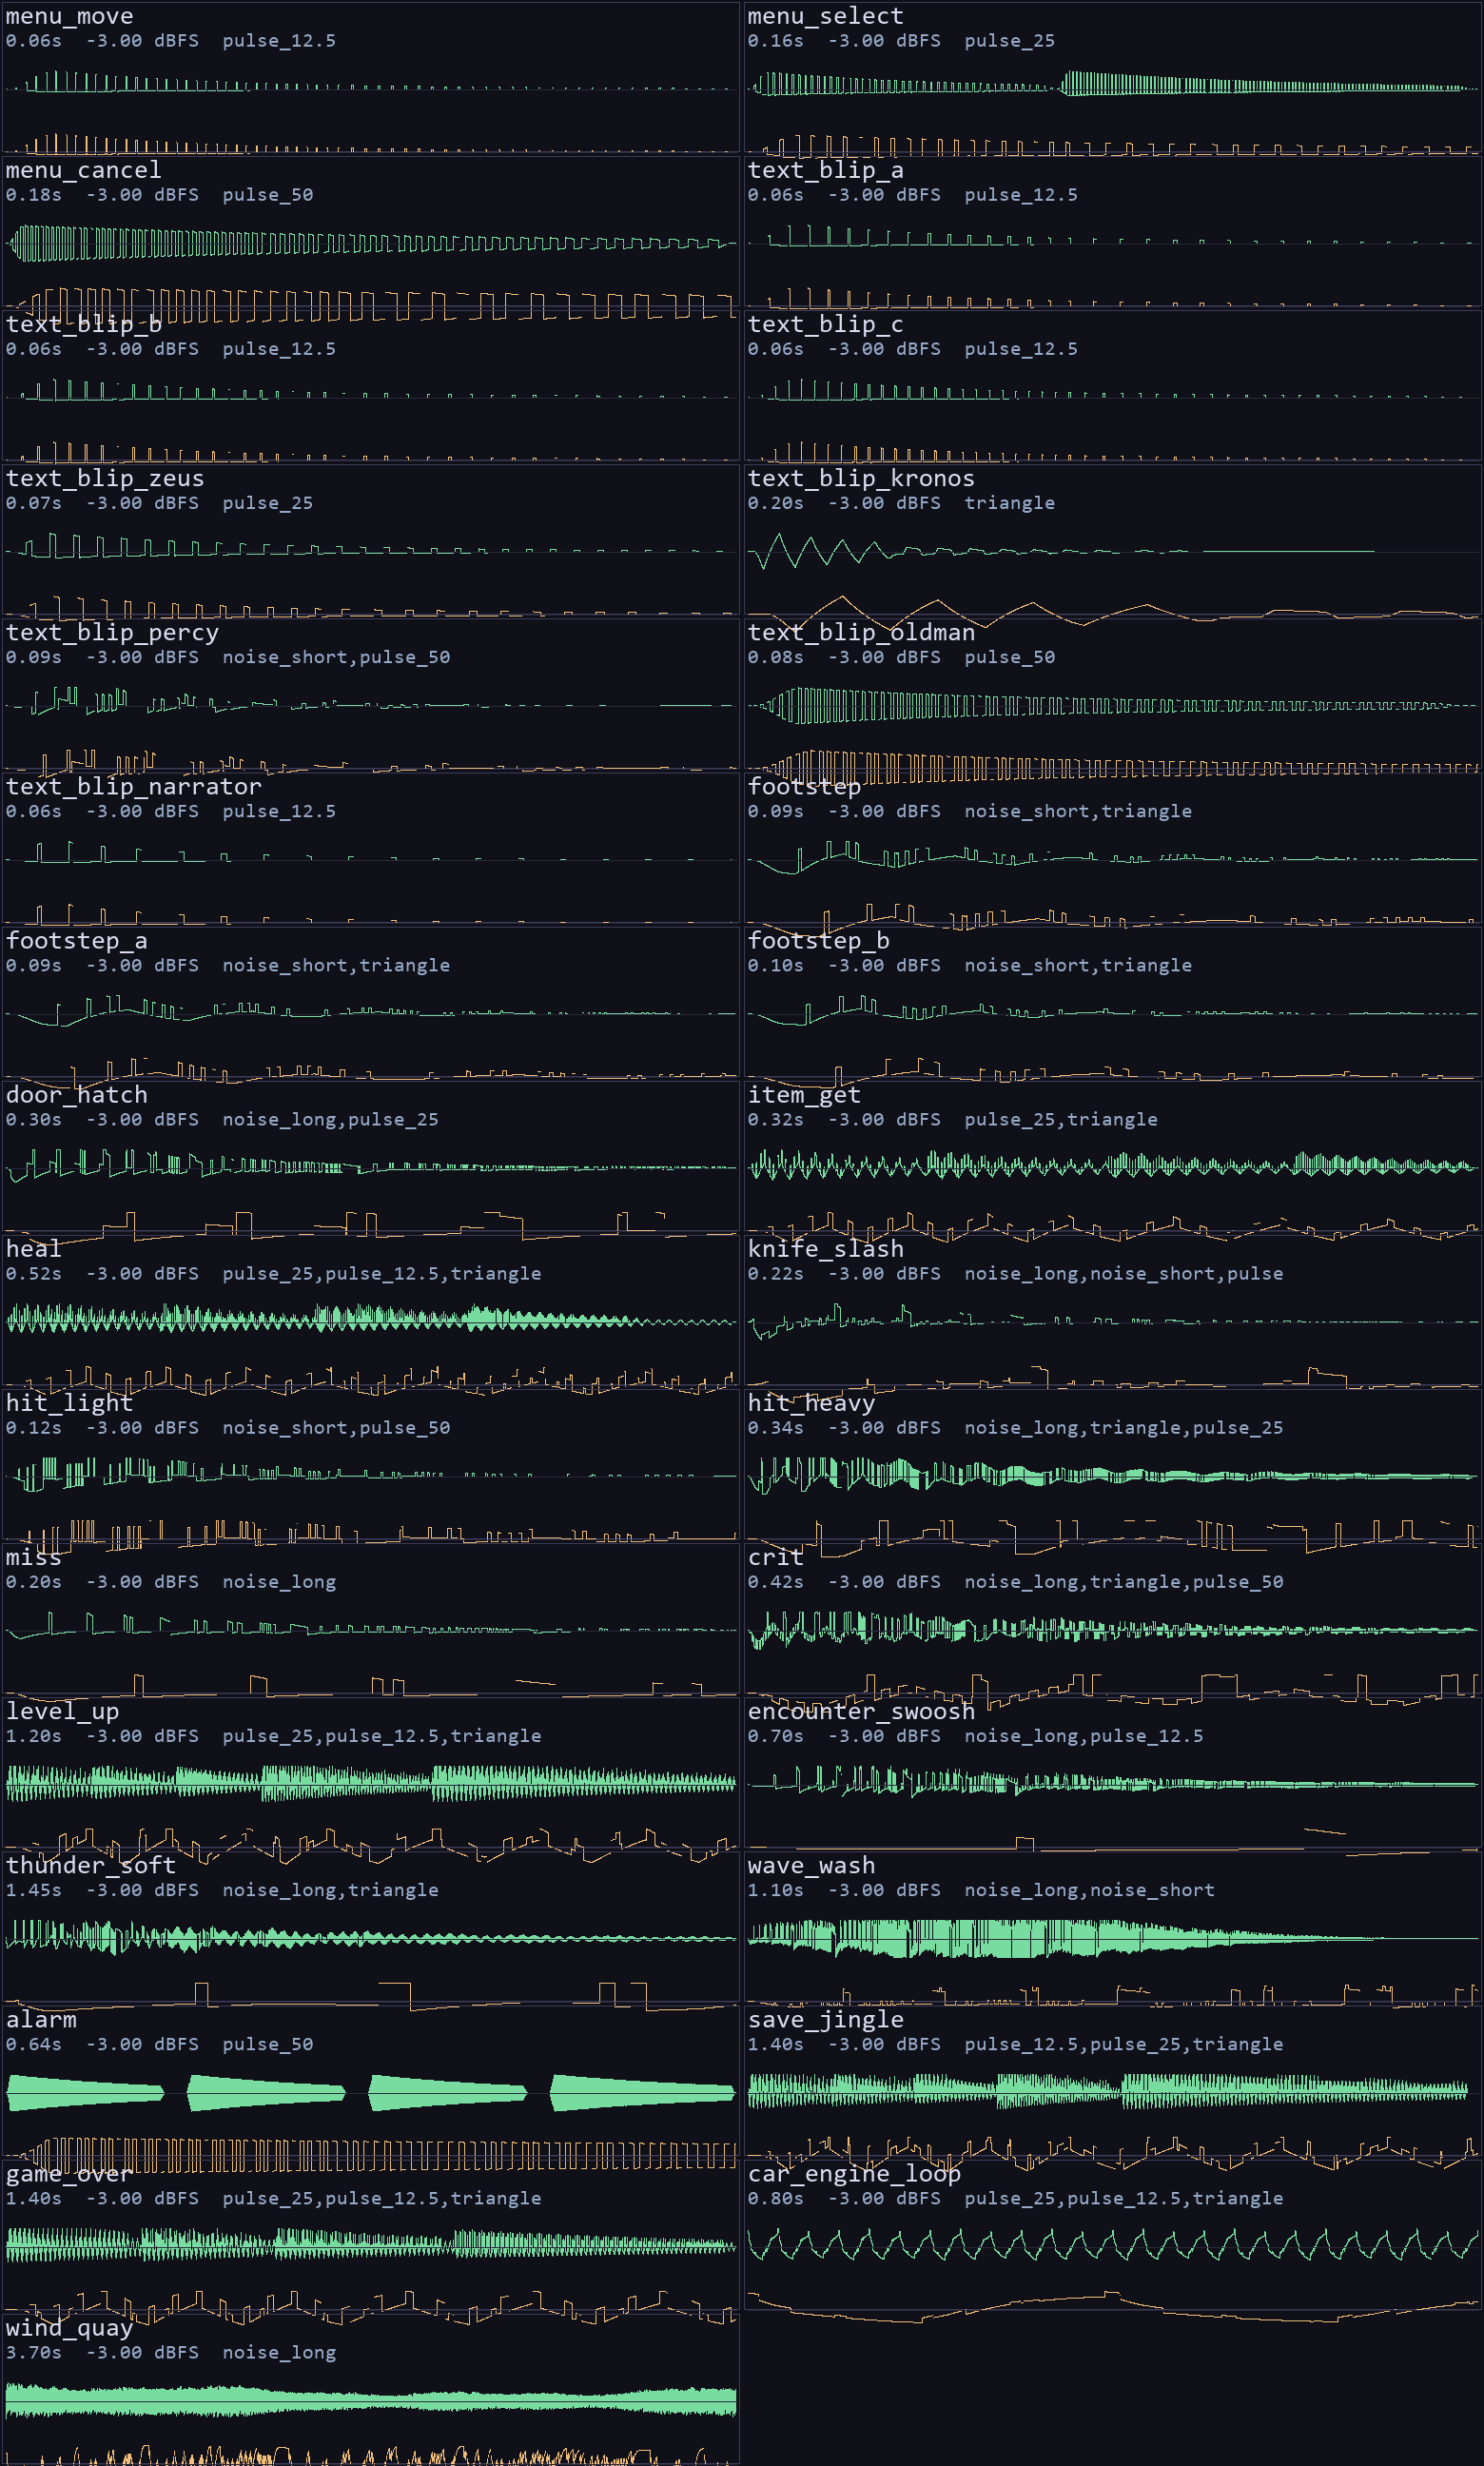 menu_move
0.06s  -3.00 dBFS  pulse_12.5
menu_select
0.16s  -3.00 dBFS  pulse_25
menu_cancel
0.18s  -3.00 dBFS  pulse_50
text_blip_a
0.06s  -3.00 dBFS  pulse_12.5
text_blip_b
0.06s  -3.00 dBFS  pulse_12.5
text_blip_c
0.06s  -3.00 dBFS  pulse_12.5
text_blip_zeus
0.07s  -3.00 dBFS  pulse_25
text_blip_kronos
0.20s  -3.00 dBFS  triangle
text_blip_percy
0.09s  -3.00 dBFS  noise_short,pulse_50
text_blip_oldman
0.08s  -3.00 dBFS  pulse_50
text_blip_narrator
0.06s  -3.00 dBFS  pulse_12.5
footstep
0.09s  -3.00 dBFS  noise_short,triangle
footstep_a
0.09s  -3.00 dBFS  noise_short,triangle
footstep_b
0.10s  -3.00 dBFS  noise_short,triangle
door_hatch
0.30s  -3.00 dBFS  noise_long,pulse_25
item_get
0.32s  -3.00 dBFS  pulse_25,triangle
heal
0.52s  -3.00 dBFS  pulse_25,pulse_12.5,triangle
knife_slash
0.22s  -3.00 dBFS  noise_long,noise_short,pulse
hit_light
0.12s  -3.00 dBFS  noise_short,pulse_50
hit_heavy
0.34s  -3.00 dBFS  noise_long,triangle,pulse_25
miss
0.20s  -3.00 dBFS  noise_long
crit
0.42s  -3.00 dBFS  noise_long,triangle,pulse_50
level_up
1.20s  -3.00 dBFS  pulse_25,pulse_12.5,triangle
encounter_swoosh
0.70s  -3.00 dBFS  noise_long,pulse_12.5
thunder_soft
1.45s  -3.00 dBFS  noise_long,triangle
wave_wash
1.10s  -3.00 dBFS  noise_long,noise_short
alarm
0.64s  -3.00 dBFS  pulse_50
save_jingle
1.40s  -3.00 dBFS  pulse_12.5,pulse_25,triangle
game_over
1.40s  -3.00 dBFS  pulse_25,pulse_12.5,triangle
car_engine_loop
0.80s  -3.00 dBFS  pulse_25,pulse_12.5,triangle
wind_quay
3.70s  -3.00 dBFS  noise_long